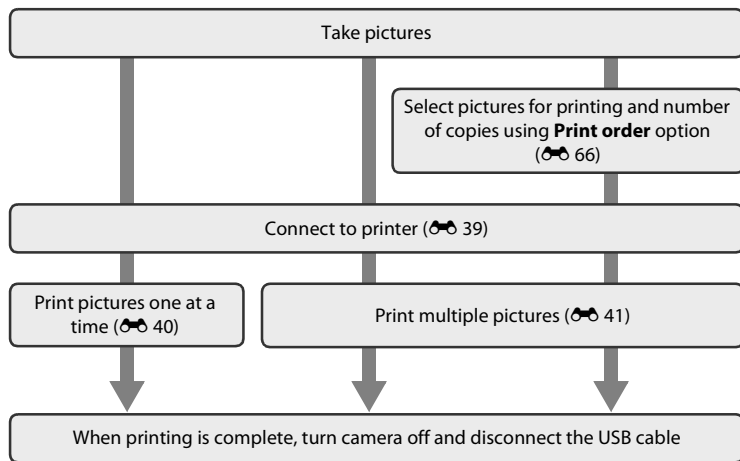 Take pictures
Select pictures for printing and number
of copies using Print order option
(66)
Connect to printer (39)
Print pictures one at a
time (40)
Print multiple pictures (41)
When printing is complete, turn camera off and disconnect the USB cable